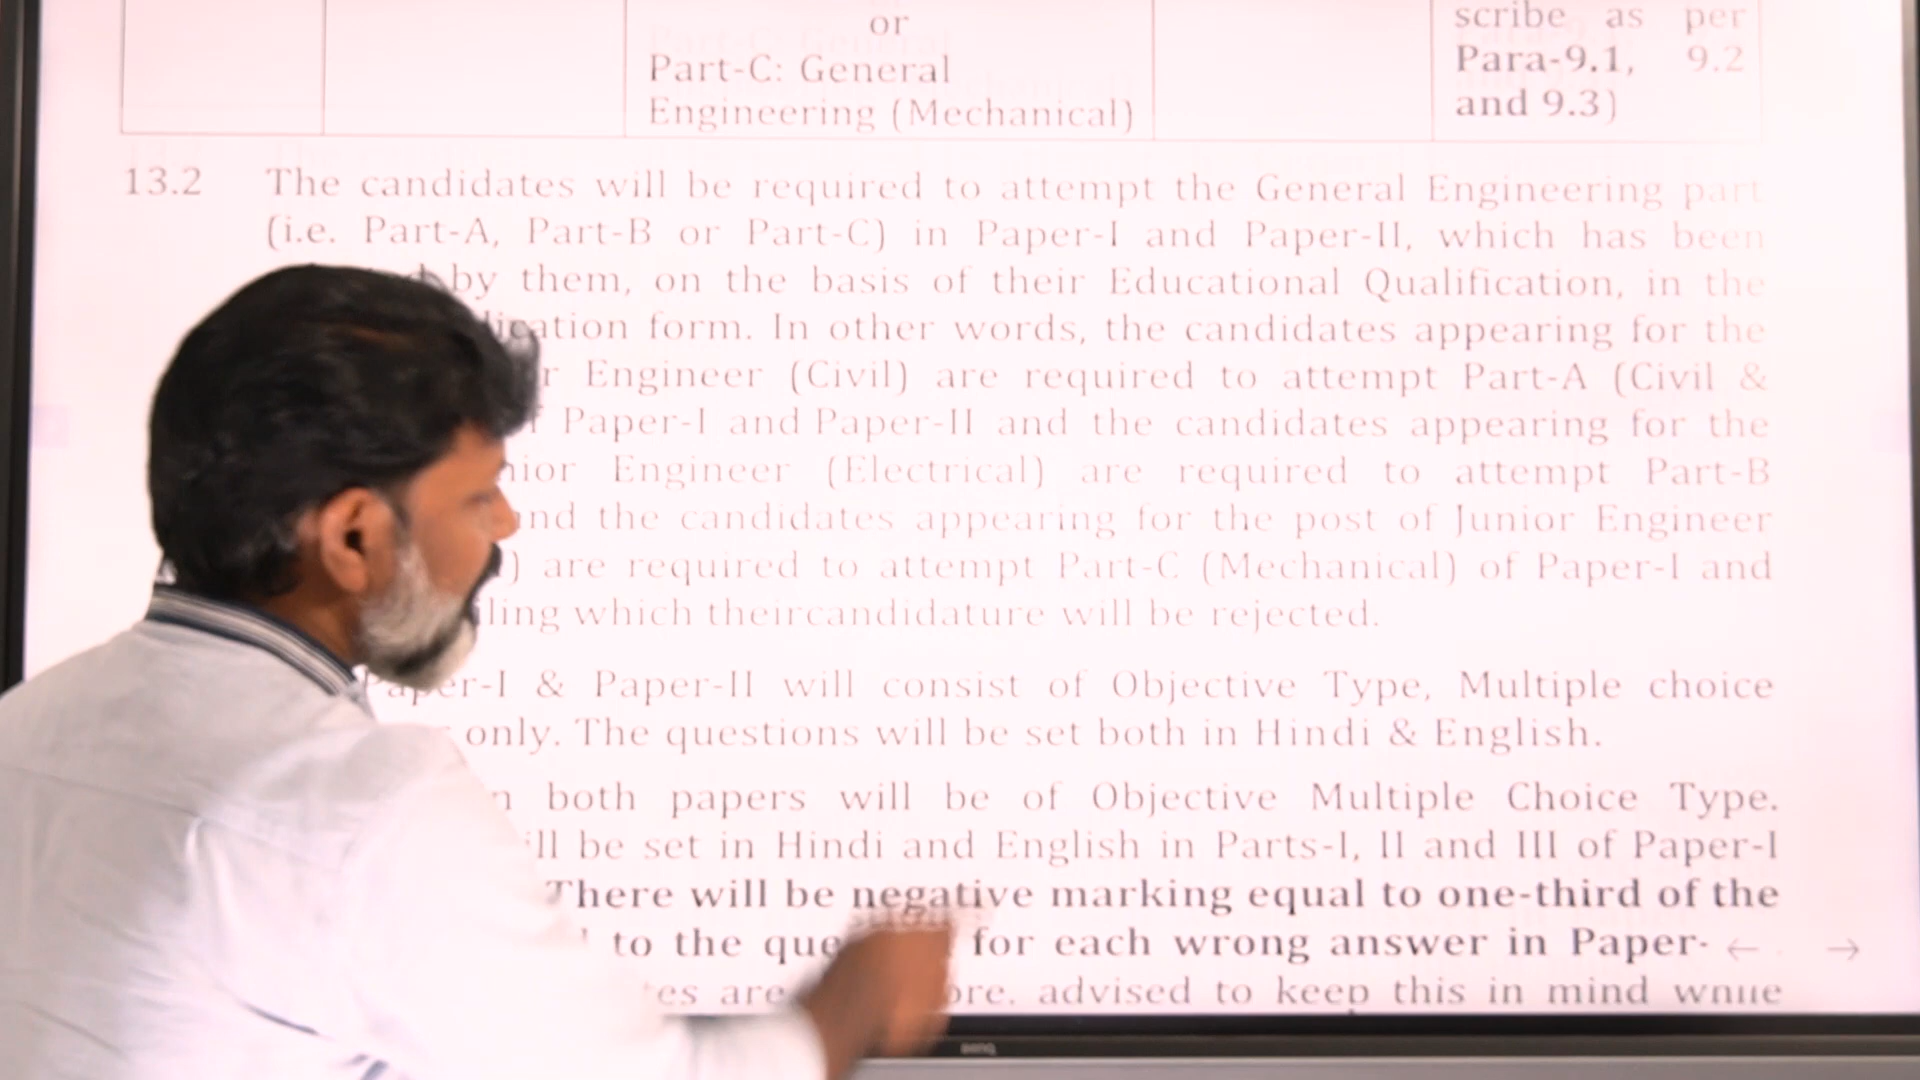 or
scribe as per
Part-C: General
Para-9.1, 9.2
Engineering (Mechanical)
and 9.3)
13.2 The candidates will be required to attempt the General Engineering part
(i.e. Part-A, Part-B or Part-C) in Paper-I and Paper-II, which has been
by them, on the basis of their Educational Qualification, in the
form. In other words, the candidates appearing for the
Engineer (Civil) are required to attempt Part-A (Civil &
Paper-I and Paper-II and the candidates appearing for the
Engineer (Electrical) are required to attempt Part-B
and the candidates appearing for the post of Junior Engineer
are required to attempt Part-C (Mechanical) of Paper-I and
which theircandidature will be rejected.
Paper-I & Paper-II will consist of Objective Type, Multiple choice
only. The questions will be set both in Hindi & English.
both papers will be of Objective Multiple Choice Type.
be set in Hindi and English in Parts-I, II and III of Paper-I
There will be negative marking equal to one-third of the
to the for each wrong answer in Paper-
are advised to keep this in mind while
BenQ